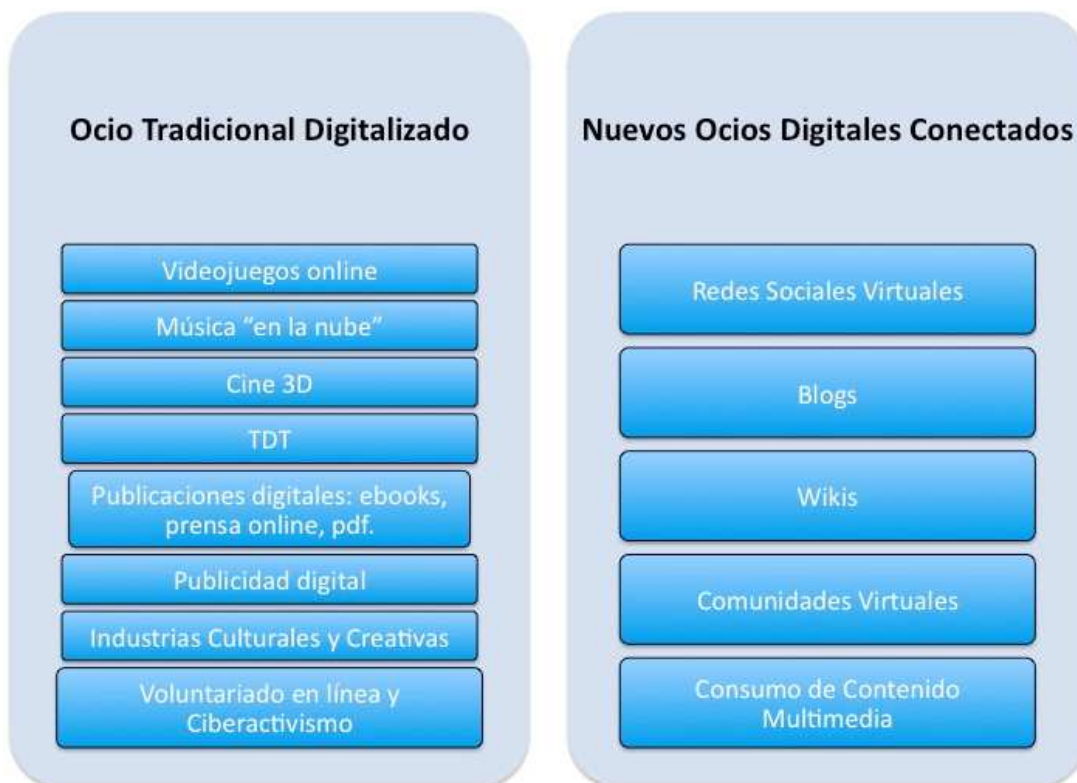 Ocio Tradicional Digitalizado
Videojuegos online
Música “en la nube”
Cine 3D
TDT
Publicaciones digitales: ebooks,
prensa online, pdf.
Publicidad digital
Industrias Culturales y Creativas
Voluntariado en línea y
Ciberactivismo
Nuevos Ocios Digitales Conectados
Redes Sociales Virtuales
Blogs
Wikis
Comunidades Virtuales
Consumo de Contenido
Multimedia